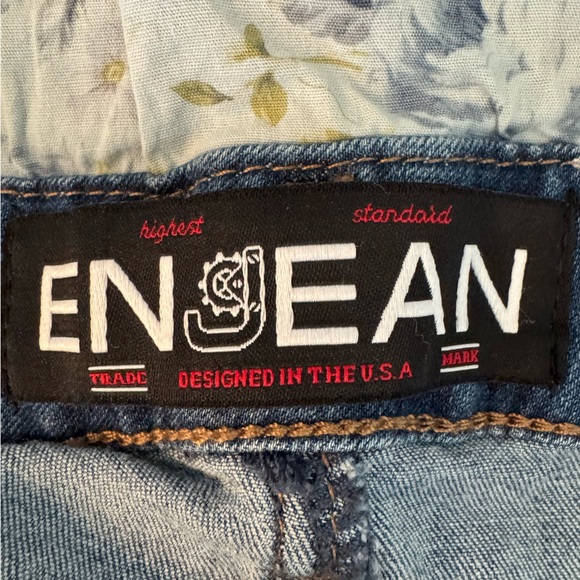 highest standard
ENJEAN
TRADE DESIGNED IN THE U.S.A MARK